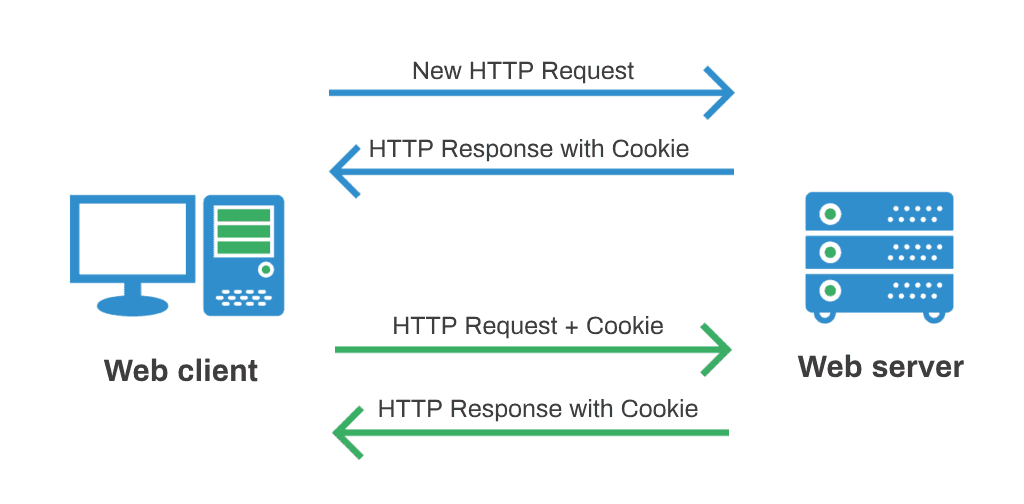 New HTTP Request
HTTP Response with Cookie
HTTP Request + Cookie
Web client
Web server
HTTP Response with Cookie